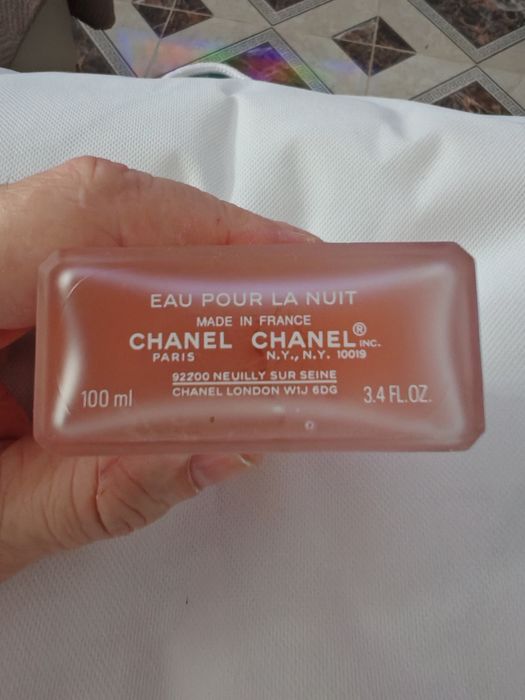 EAU POUR LA NUIT
MADE IN FRANCE
CHANEL CHANEL® INC.
PARIS N.Y., N.Y. 10019
92200 NEUILLY SUR SEINE
CHANEL LONDON W1J 6DG
100 ml 3.4 FL.OZ.